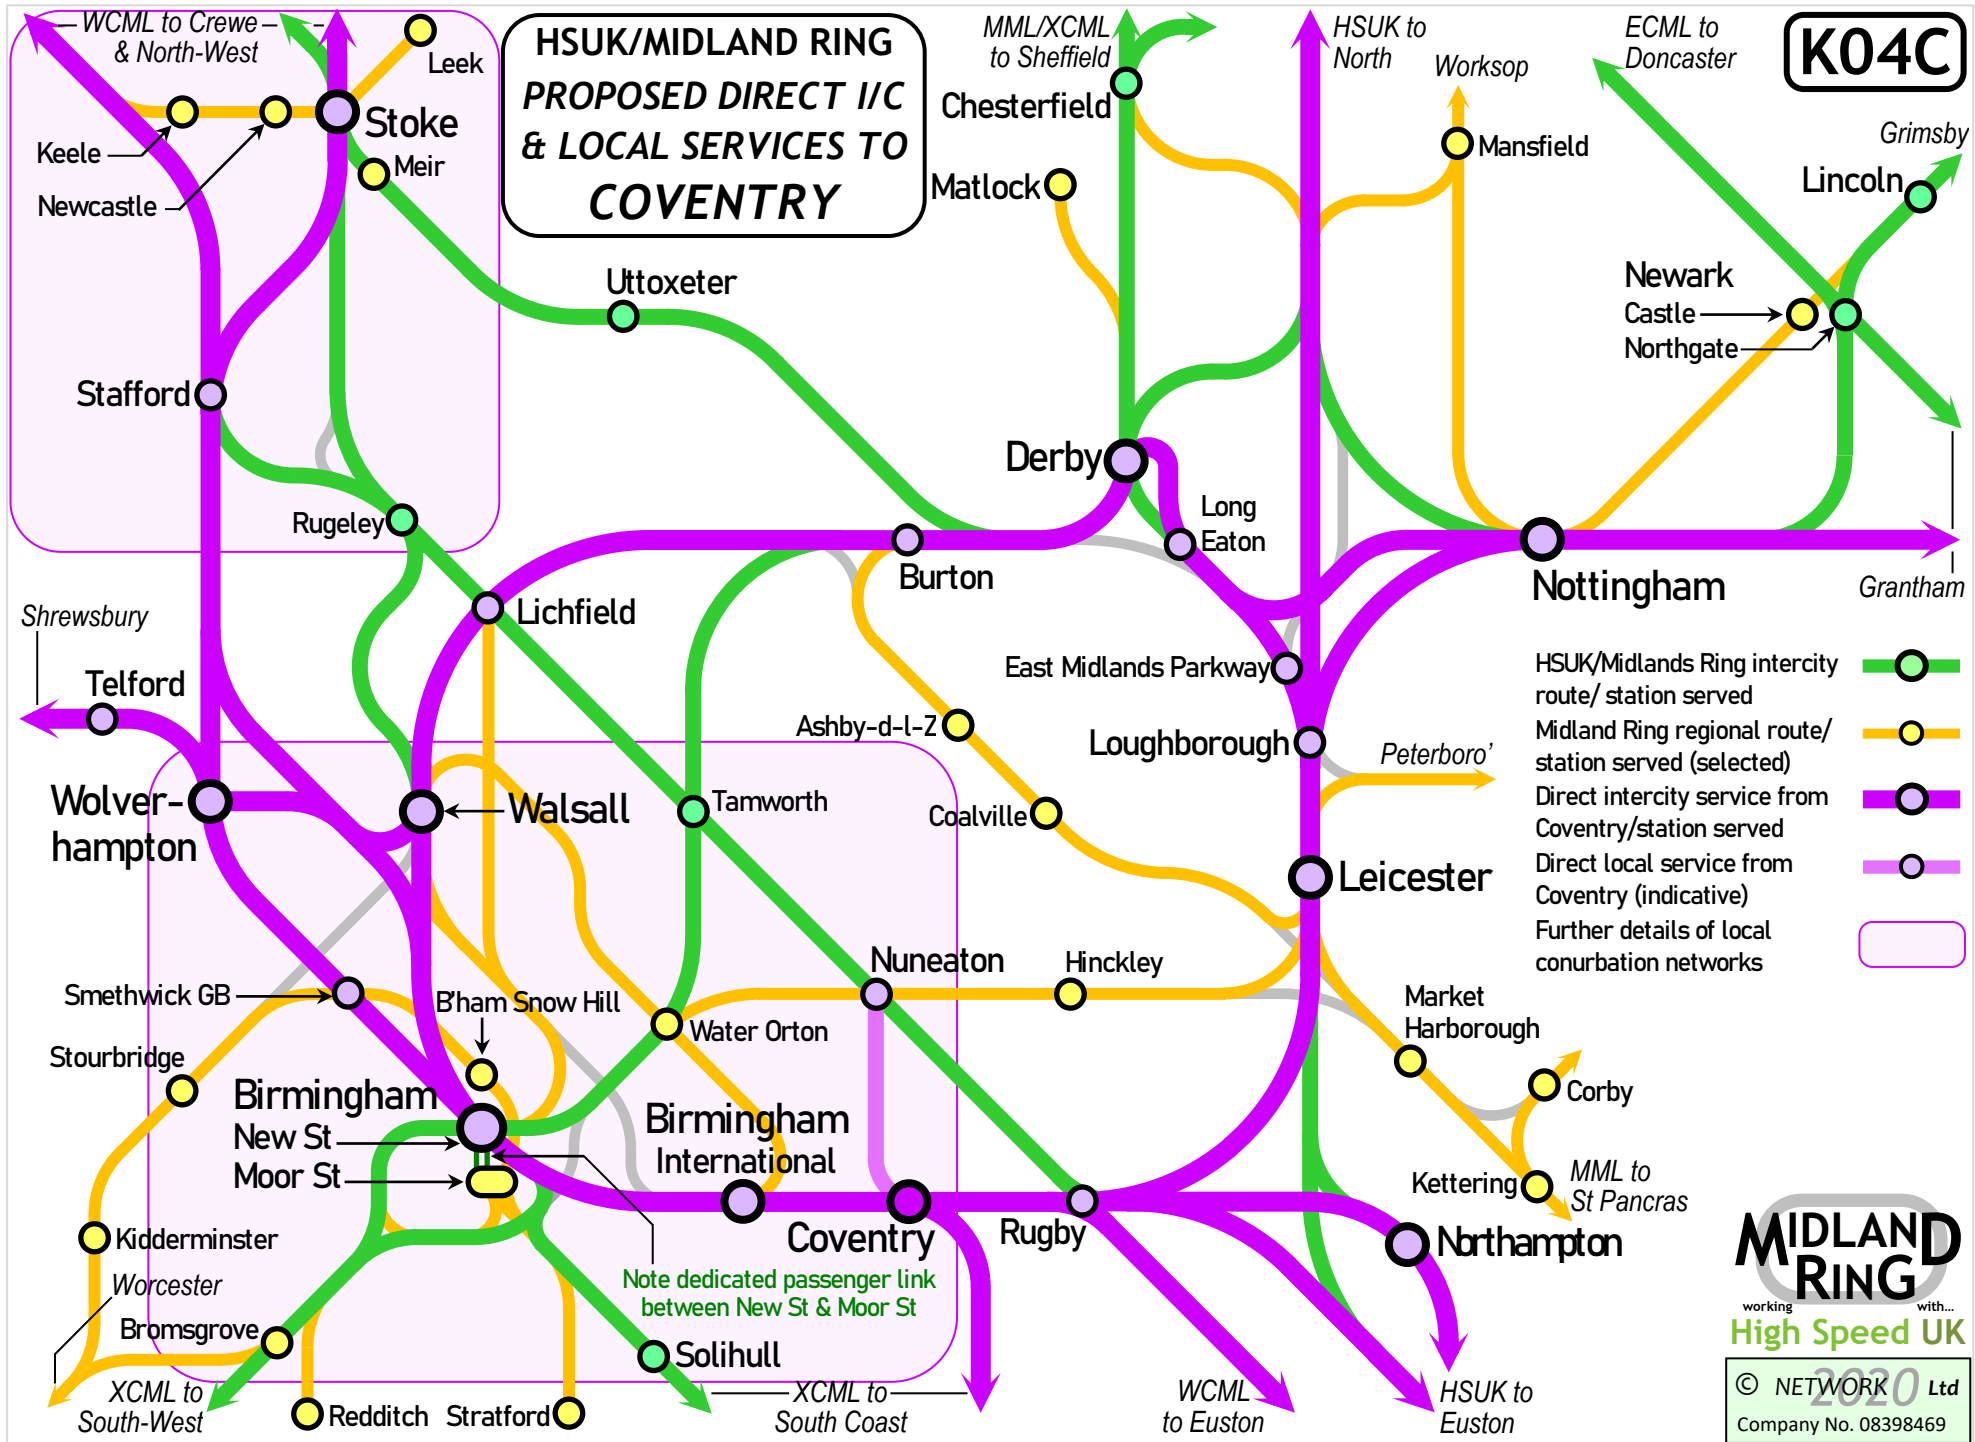 WCML to Crewe
& North-West
Leek
HSUK/MIDLAND RING
PROPOSED DIRECT I/C
& LOCAL SERVICES TO
COVENTRY
MML/XCML
to Sheffield
HSUK to
North
ECML to
Doncaster
K04C
Worksop
Chesterfield
Stoke
Keele
Newcastle
Meir
Mansfield
Grimsby
Lincoln
Matlock
Uttoxeter
Newark
Castle
Northgate
Stafford
Derby
Long
Eaton
Rugeley
Burton
Nottingham
Grantham
Lichfield
Shrewsbury
Telford
East Midlands Parkway
Ashby-d-l-Z
Loughborough
Peterboro'
HSUK/Midlands Ring intercity
route/ station served
Midland Ring regional route/
station served (selected)
Direct intercity service from
Coventry/station served
Direct local service from
Coventry (indicative)
Further details of local
conurbation networks
Wolver-
hampton
Walsall
Tamworth
Coalville
Leicester
Nuneaton
Hinckley
Smethwick GB
B'ham Snow Hill
Water Orton
Market
Harborough
Stourbridge
Birmingham
New St
Moor St
Birmingham
International
Corby
Kettering
MML to
St Pancras
Coventry
Rugby
Northampton
Kidderminster
Worcester
Note dedicated passenger link
between New St & Moor St
Bromsgrove
Solihull
XCML to
South-West
Redditch
Stratford
XCML to
South Coast
WCML
to Euston
HSUK to
Euston
MIDLAND
RING
working with...
High Speed UK
© NETWORK 2020 Ltd
Company No. 08398469